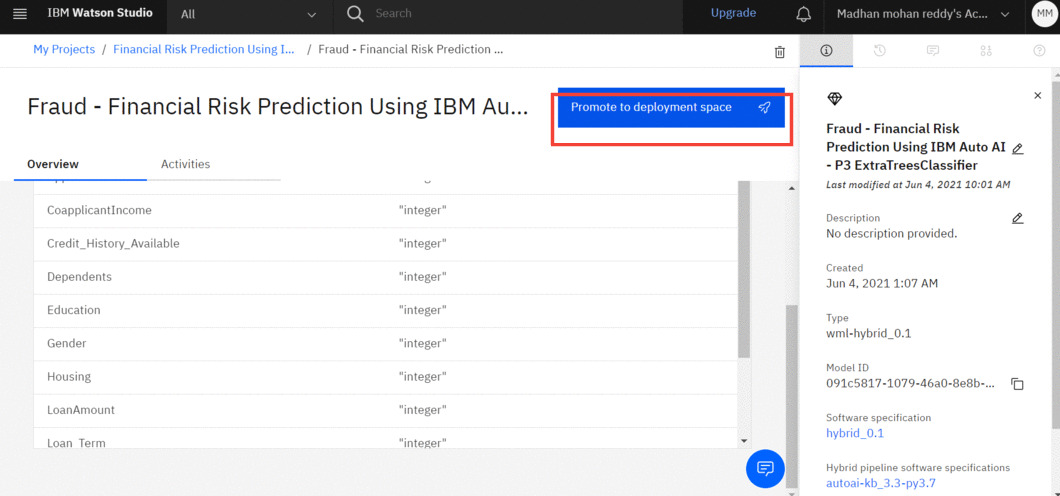 IBM Watson Studio
All
Search
Upgrade
Madhan mohan reddy's Ac...
MM
My Projects / Financial Risk Prediction Using I... / Fraud - Financial Risk Prediction ...
Fraud - Financial Risk Prediction Using IBM Au...
Promote to deployment space
Overview
Activities
CoapplicantIncome "integer"
Credit_History_Available "integer"
Dependents "integer"
Education "integer"
Gender "integer"
Housing "integer"
LoanAmount "integer"
Loan_Term "integer"
Fraud - Financial Risk
Prediction Using IBM Auto AI
- P3 ExtraTreesClassifier
Last modified at Jun 4, 2021 10:01 AM
Description
No description provided.
Created
Jun 4, 2021 1:07 AM
Type
wml-hybrid_0.1
Model ID
091c5817-1079-46a0-8e8b-...
Software specification
hybrid_0.1
Hybrid pipeline software specifications
autoai-kb_3.3-py3.7